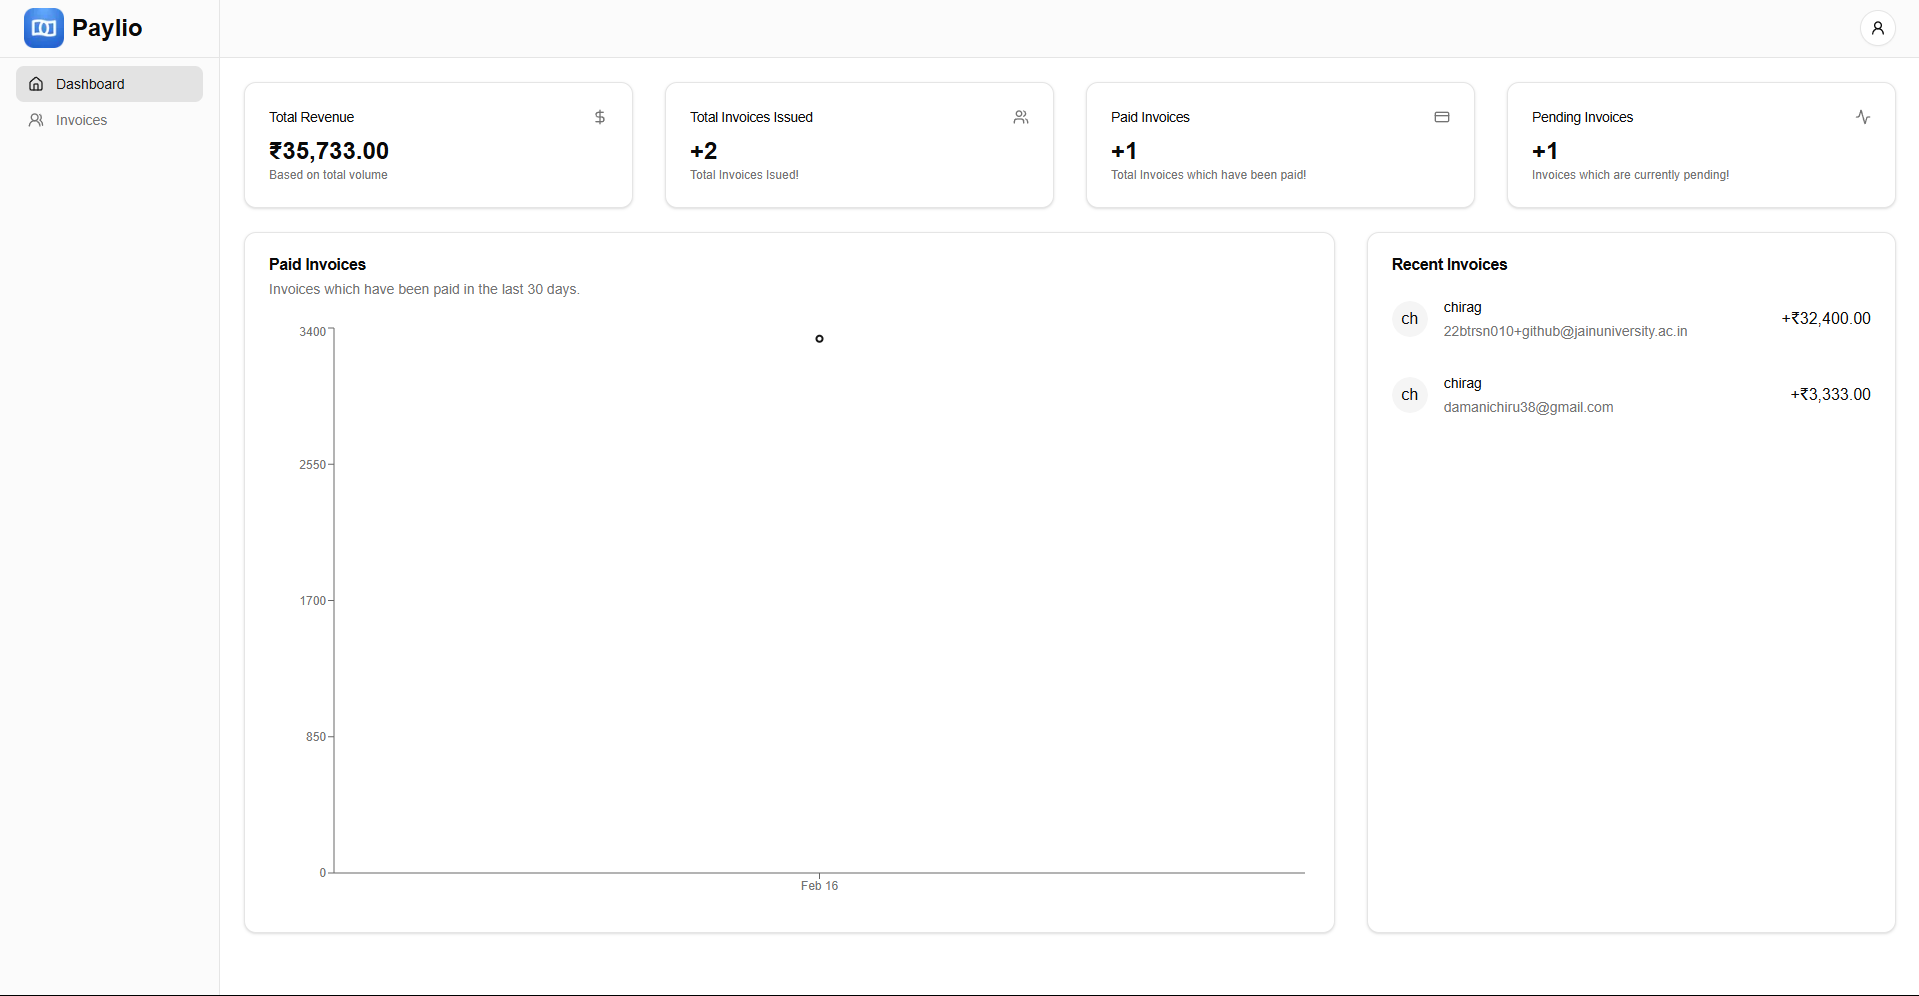 Paylio
Dashboard
Invoices
Total Revenue
₹35,733.00
Based on total volume
Total Invoices Issued
+2
Total Invoices Isued!
Paid Invoices
+1
Total Invoices which have been paid!
Pending Invoices
+1
Invoices which are currently pending!
Paid Invoices
Invoices which have been paid in the last 30 days.
3400
2550
1700
850
0
Feb 16
Recent Invoices
ch
chirag
22btrsn010+github@jainuniversity.ac.in
+₹32,400.00
ch
chirag
damanichiru38@gmail.com
+₹3,333.00